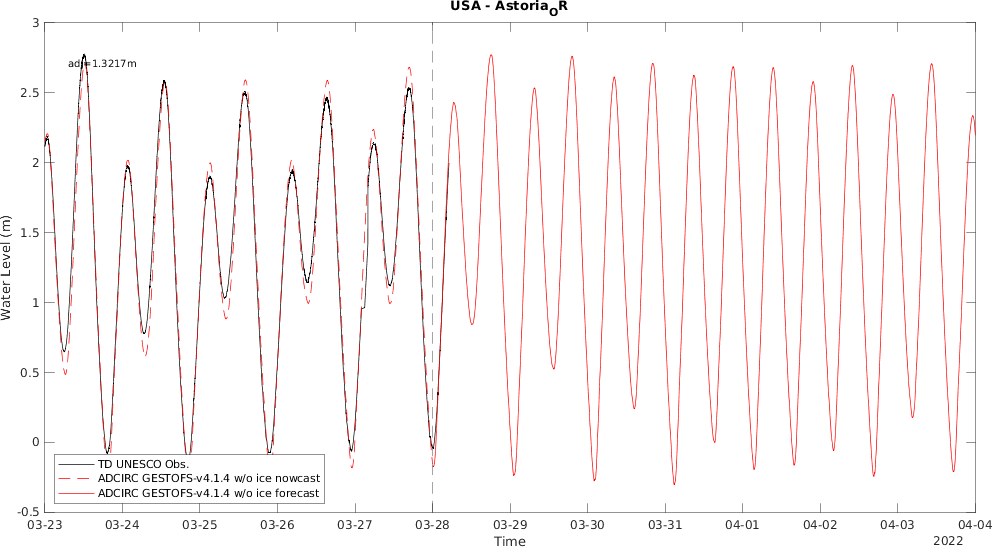 USA - AstoriaOR
adj=1.3217m
Water Level (m)
3
2.5
2
1.5
1
0.5
0
-0.5
TD UNESCO Obs.
ADCIRC GESTOFS-v4.1.4 w/o ice nowcast
ADCIRC GESTOFS-v4.1.4 w/o ice forecast
03-23 03-24 03-25 03-26 03-27 03-28 03-29 03-30 03-31 04-01 04-02 04-03 04-04
Time
2022